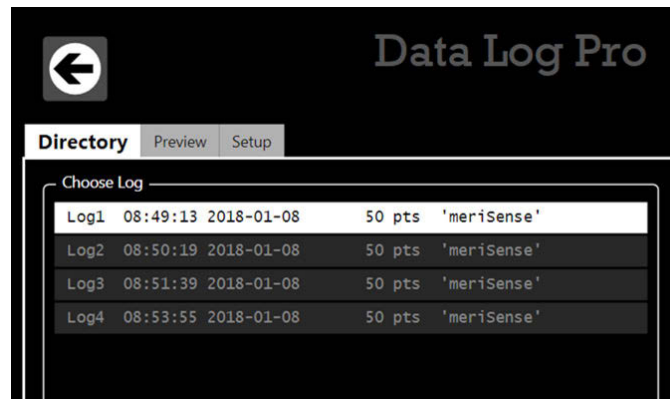 Data Log Pro
Directory Preview Setup
Choose Log
Log1 08:49:13 2018-01-08 50 pts 'meriSense'
Log2 08:50:19 2018-01-08 50 pts 'meriSense'
Log3 08:51:39 2018-01-08 50 pts 'meriSense'
Log4 08:53:55 2018-01-08 50 pts 'meriSense'